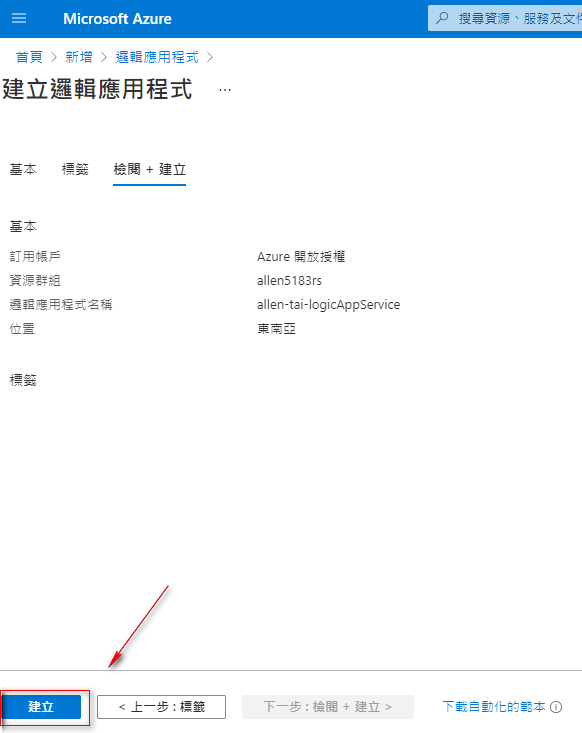 Microsoft Azure
搜尋資源、服務及文件
首頁 > 新增 > 邏輯應用程式 >
建立邏輯應用程式 ...
基本 標籤 檢閱 + 建立
基本
訂用帳戶 Azure 開放授權
資源群組 allen5183rs
邏輯應用程式名稱 allen-tai-logicAppService
位置 東南亞
標籤
建立 < 上一步 : 標籤 下一步 : 檢閱 + 建立 > 下載自動化的範本